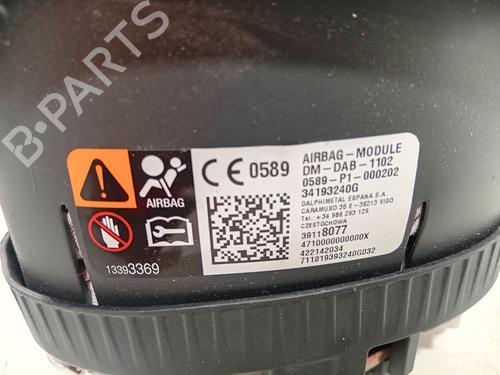 B-PARTS
CE 0589
AIRBAG
13393369
AIRBAG-MODULE
DM-DAB-1102
0589-P1-000202
34193240G
DALPHIMETAL ESPANA S.A.
CARAMUXO 35 E-36213 VIGO
Tel.:+34 986 293 129
CZESTOCHOWA
39118077
4710000000000X
422142034
711819393240G032